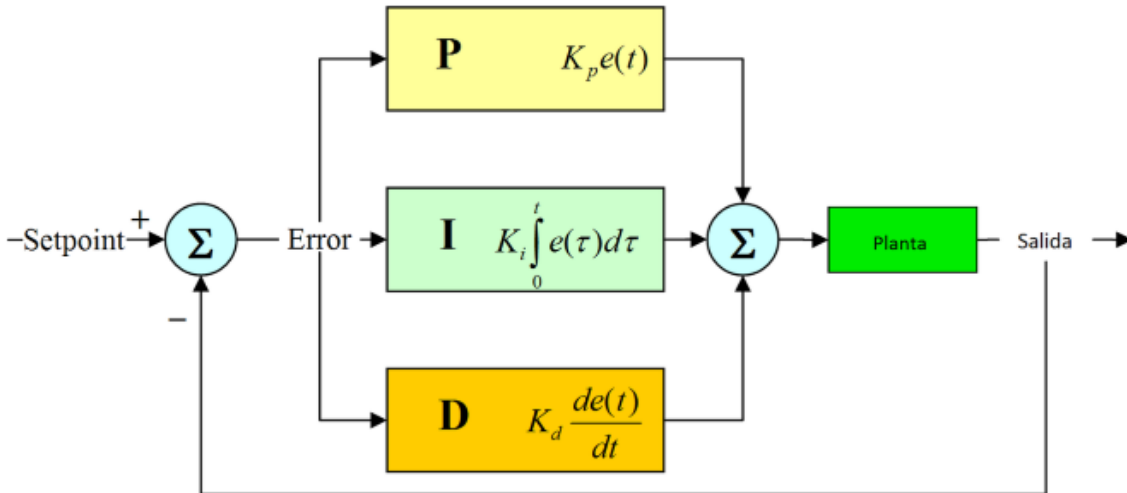 P K_p e(t)
–Setpoint
+
Σ
Error
I K_i ∫_0^t e(τ)dτ
Σ
Planta
Salida
–
D K_d de(t)/dt